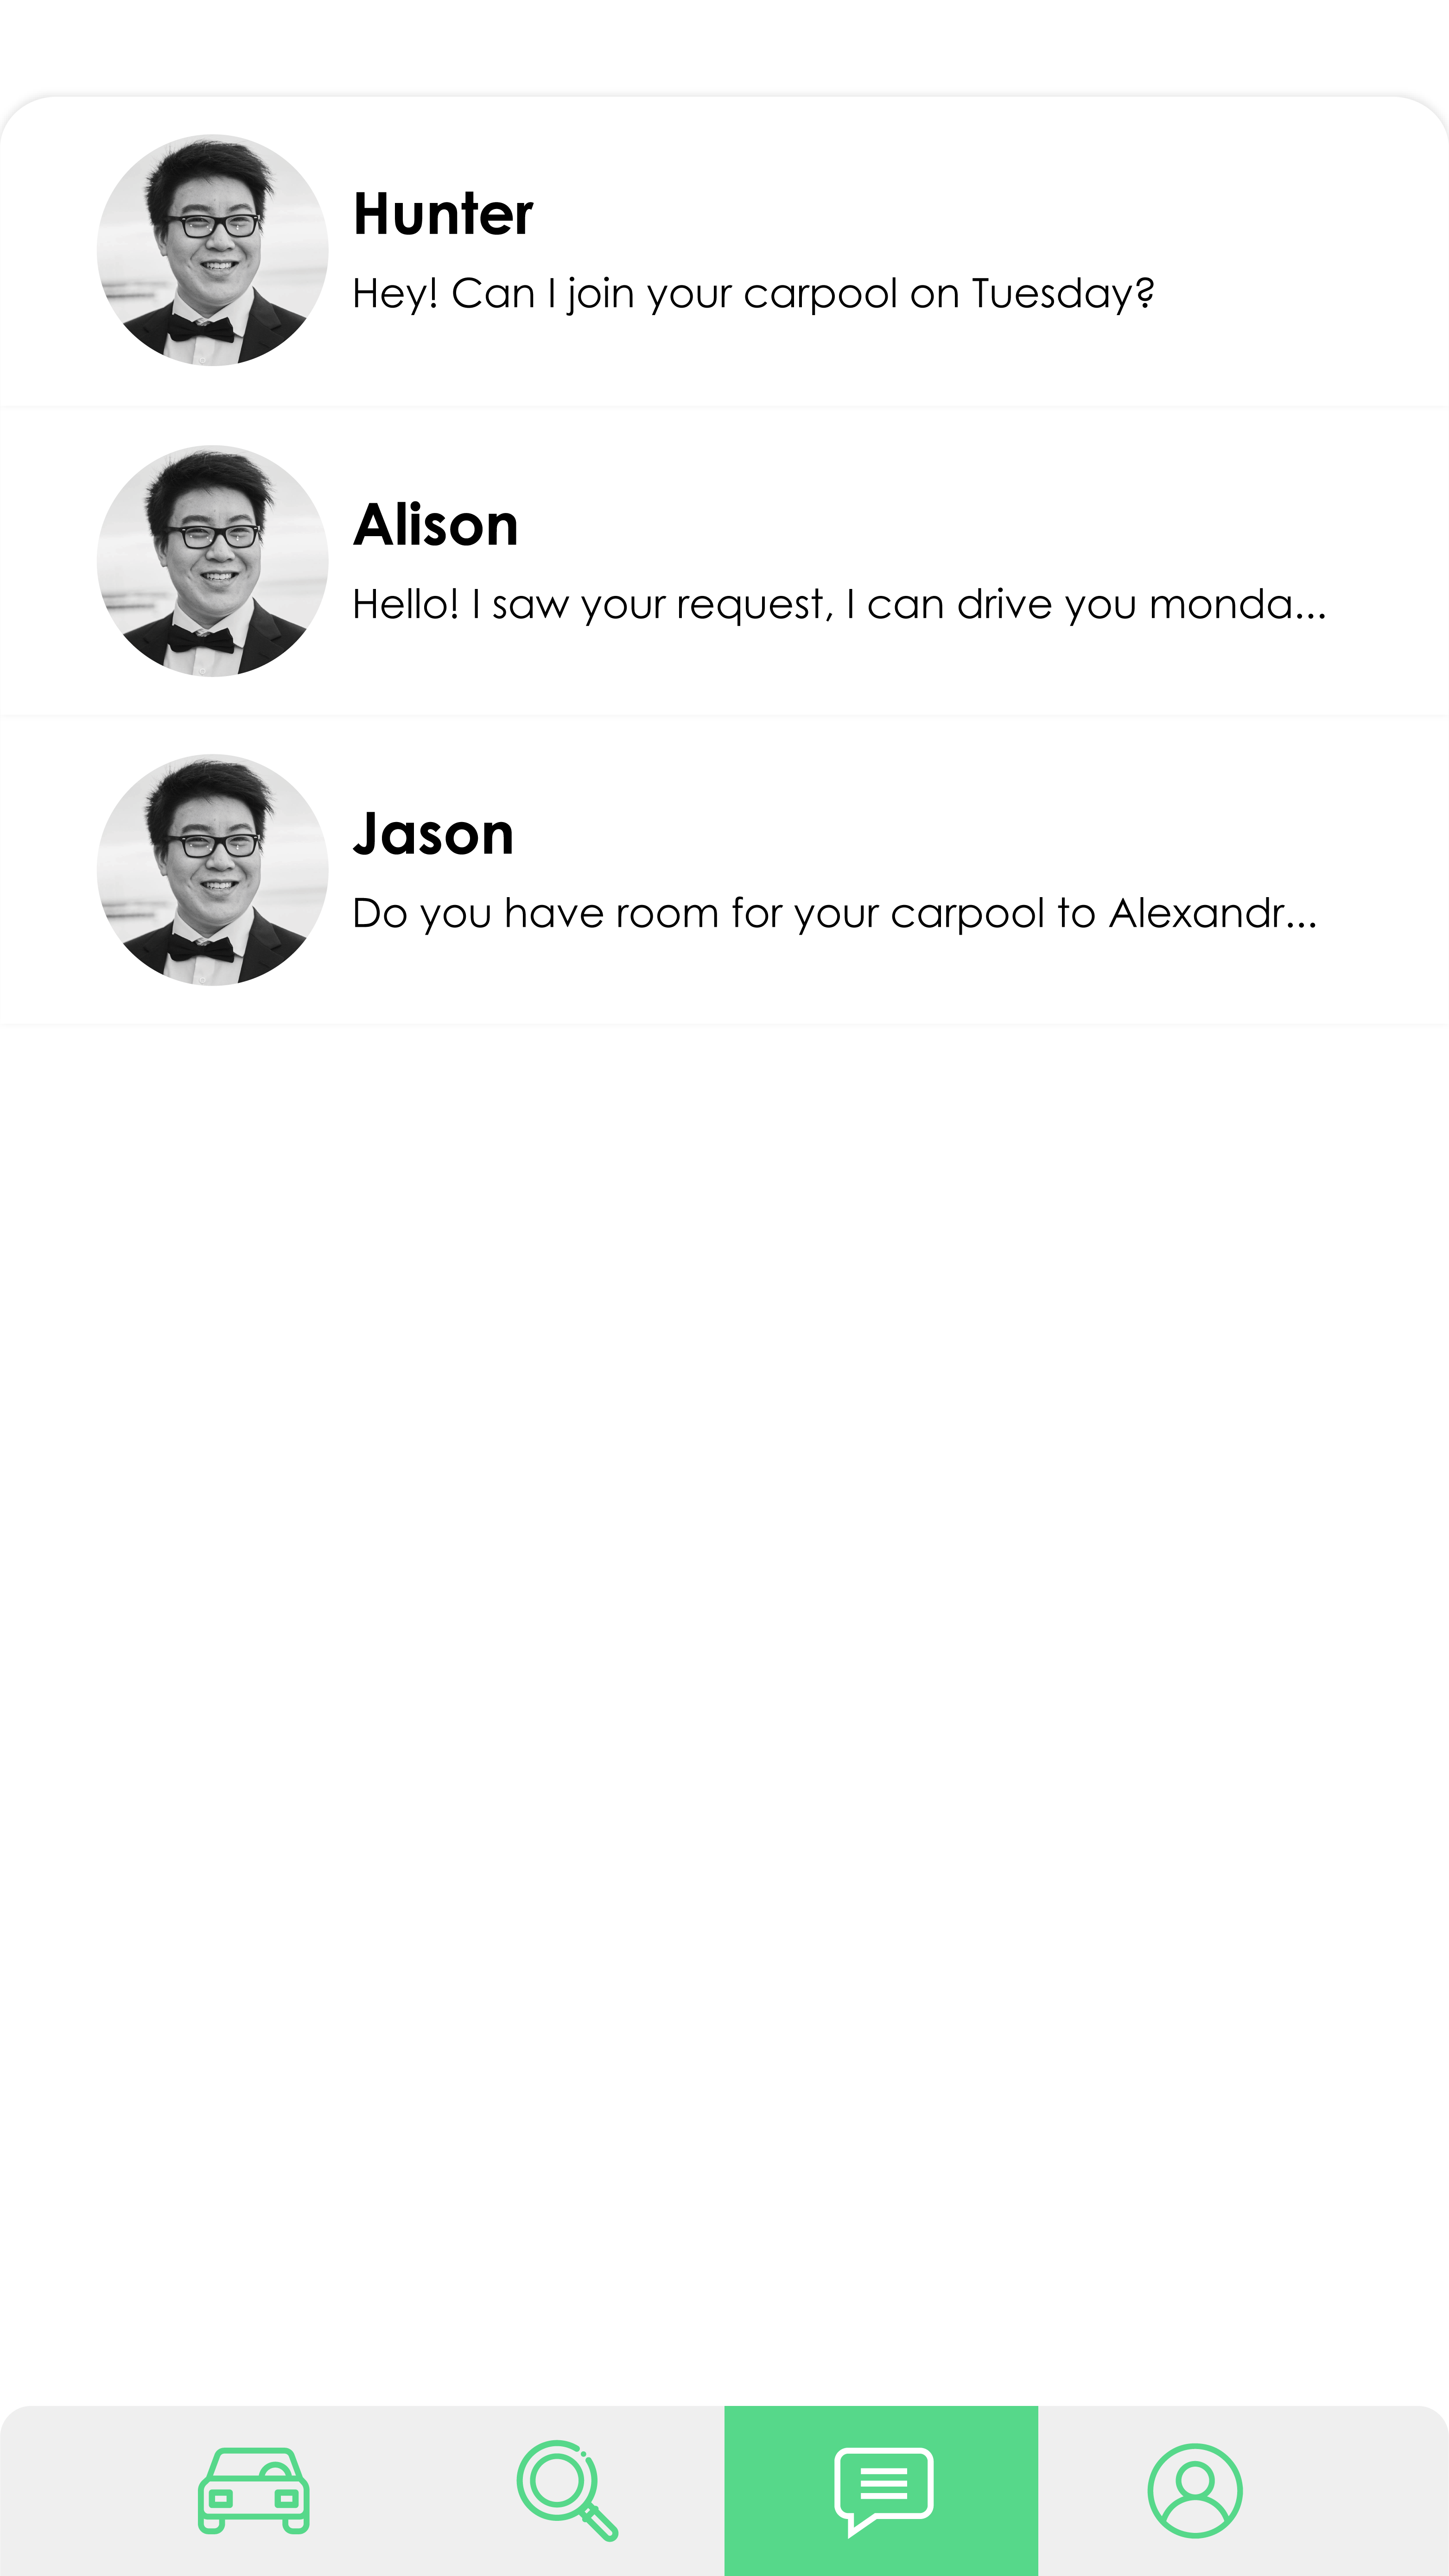 Hunter
Hey! Can I join your carpool on Tuesday?
Alison
Hello! I saw your request, I can drive you monda...
Jason
Do you have room for your carpool to Alexandr...